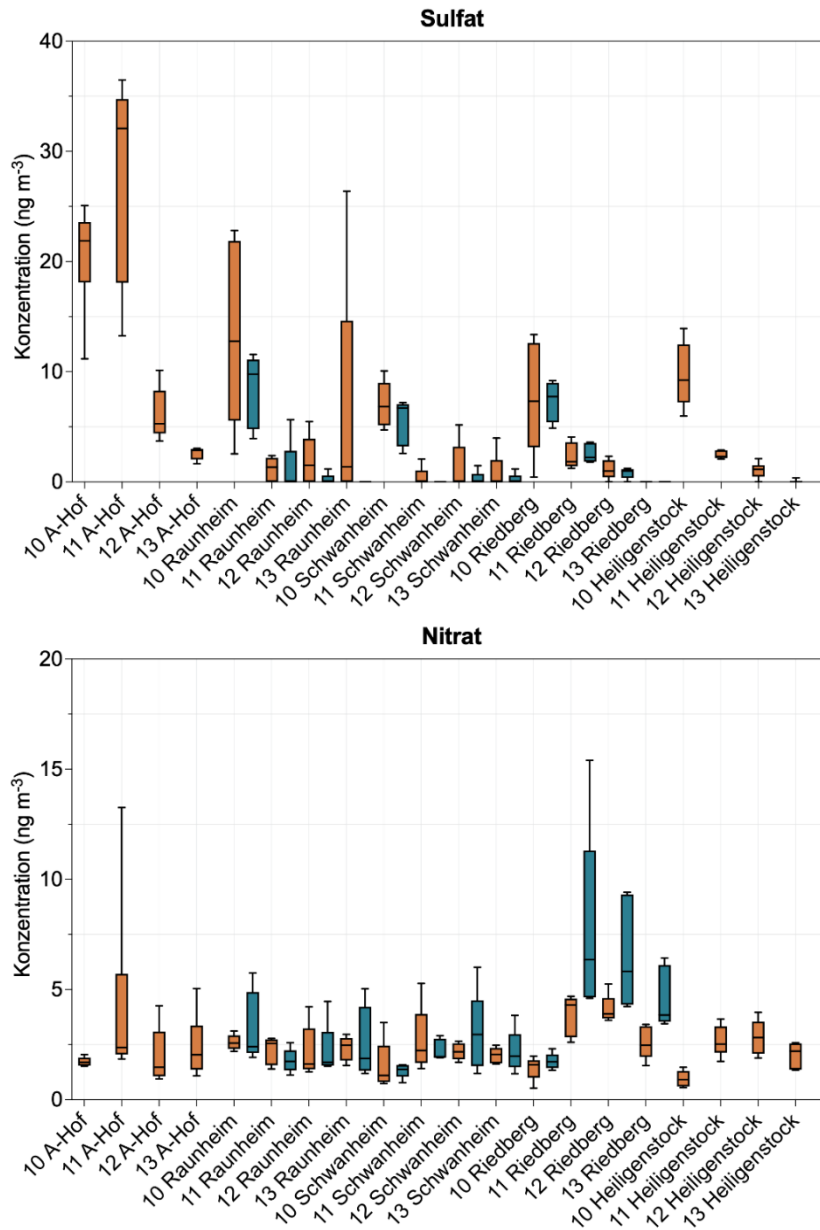 Sulfat
Konzentration (ng m-3)
40
30
20
10
0
10 A-Hof
11 A-Hof
12 A-Hof
13 A-Hof
10 Raunheim
11 Raunheim
12 Raunheim
13 Raunheim
10 Schwanheim
11 Schwanheim
12 Schwanheim
13 Schwanheim
10 Riedberg
11 Riedberg
12 Riedberg
13 Riedberg
10 Heiligenstock
11 Heiligenstock
12 Heiligenstock
13 Heiligenstock
Nitrat
Konzentration (ng m-3)
20
15
10
5
0
10 A-Hof
11 A-Hof
12 A-Hof
13 A-Hof
10 Raunheim
11 Raunheim
12 Raunheim
13 Raunheim
10 Schwanheim
11 Schwanheim
12 Schwanheim
13 Schwanheim
10 Riedberg
11 Riedberg
12 Riedberg
13 Riedberg
10 Heiligenstock
11 Heiligenstock
12 Heiligenstock
13 Heiligenstock